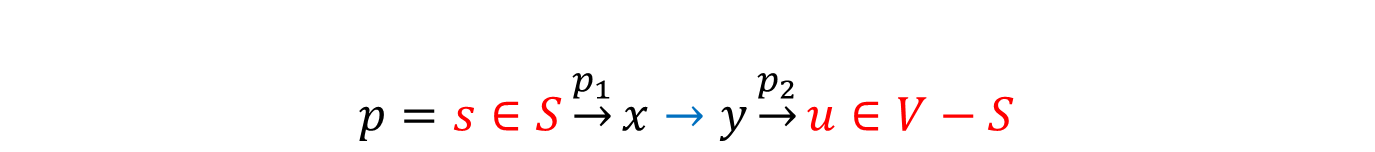 p = s ∈ S →^{p₁} x → y →^{p₂} u ∈ V − S